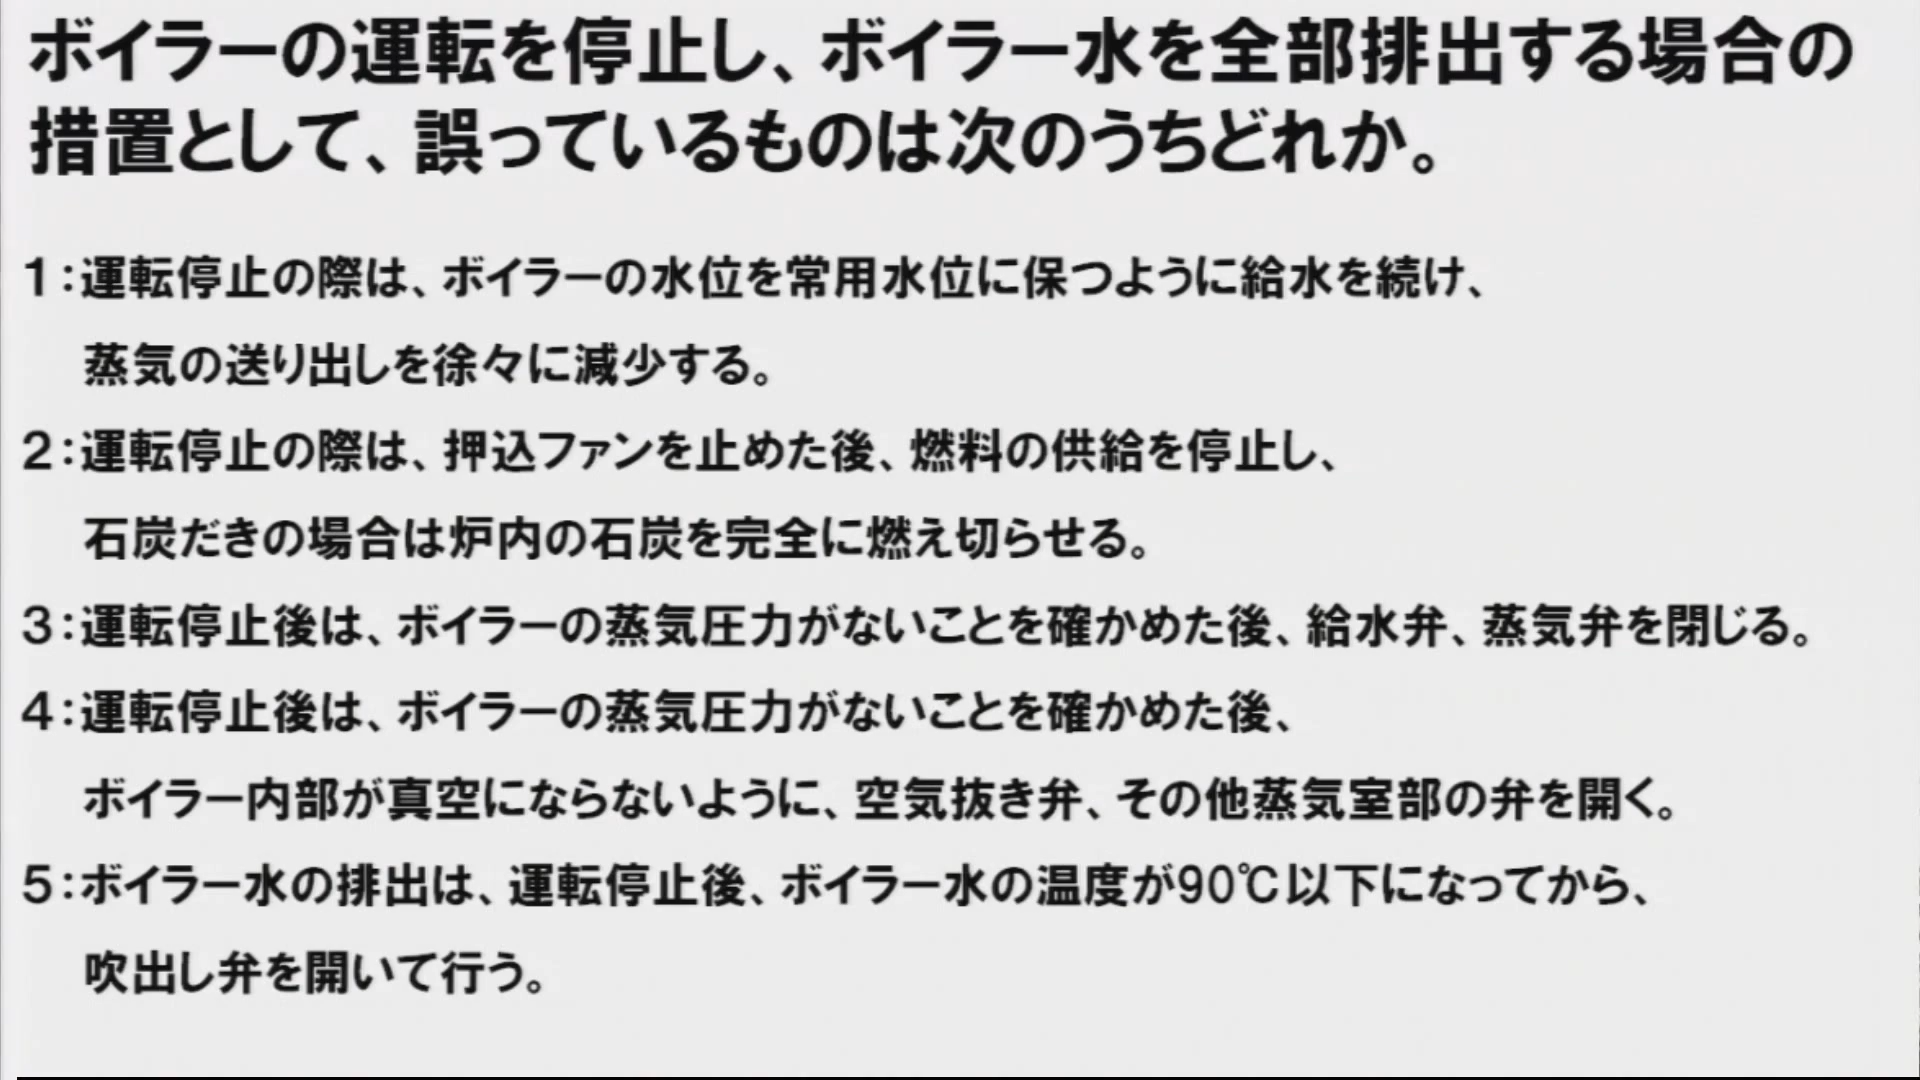 ボイラーの運転を停止し、ボイラー水を全部排出する場合の
措置として、誤っているものは次のうちどれか。
1：運転停止の際は、ボイラーの水位を常用水位に保つように給水を続け、
蒸気の送り出しを徐々に減少する。
2：運転停止の際は、押込ファンを止めた後、燃料の供給を停止し、
石炭だきの場合は炉内の石炭を完全に燃え切らせる。
3：運転停止後は、ボイラーの蒸気圧力がないことを確かめた後、給水弁、蒸気弁を閉じる。
4：運転停止後は、ボイラーの蒸気圧力がないことを確かめた後、
ボイラー内部が真空にならないように、空気抜き弁、その他蒸気室部の弁を開く。
5：ボイラー水の排出は、運転停止後、ボイラー水の温度が90℃以下になってから、
吹出し弁を開いて行う。